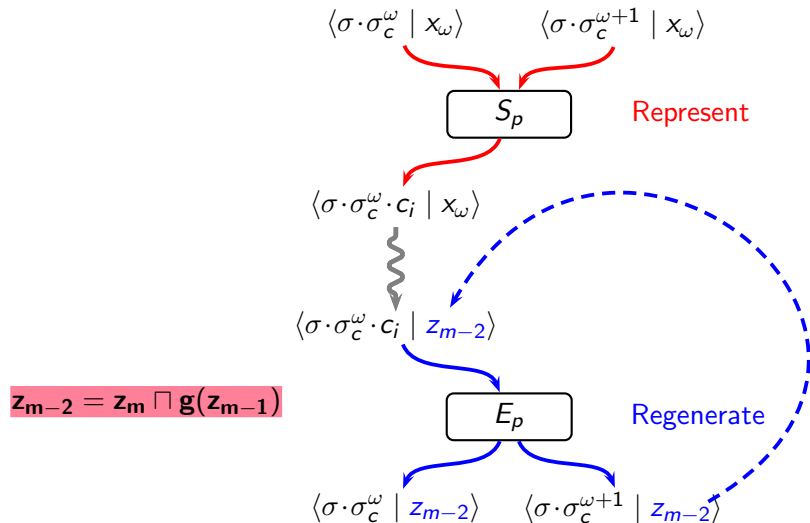 ⟨σ·σ_c^ω | x_ω⟩ ⟨σ·σ_c^{ω+1} | x_ω⟩
S_p Represent
⟨σ·σ_c^ω·c_i | x_ω⟩
⟨σ·σ_c^ω·c_i | z_{m−2}⟩
z_{m−2} = z_m ⊓ g(z_{m−1})
E_p Regenerate
⟨σ·σ_c^ω | z_{m−2}⟩ ⟨σ·σ_c^{ω+1} | z_{m−2}⟩